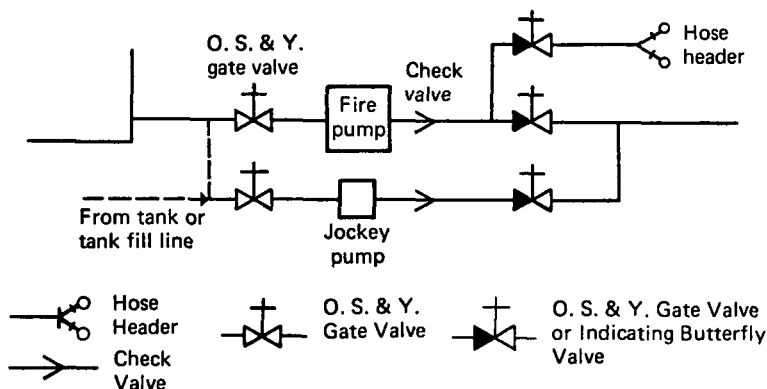 O. S. & Y.
gate valve
Check
valve
Hose
header
Fire
pump
From tank or
tank fill line
Jockey
pump
Hose
Header
Check
Valve
O. S. & Y.
Gate Valve
O. S. & Y. Gate Valve
or Indicating Butterfly
Valve